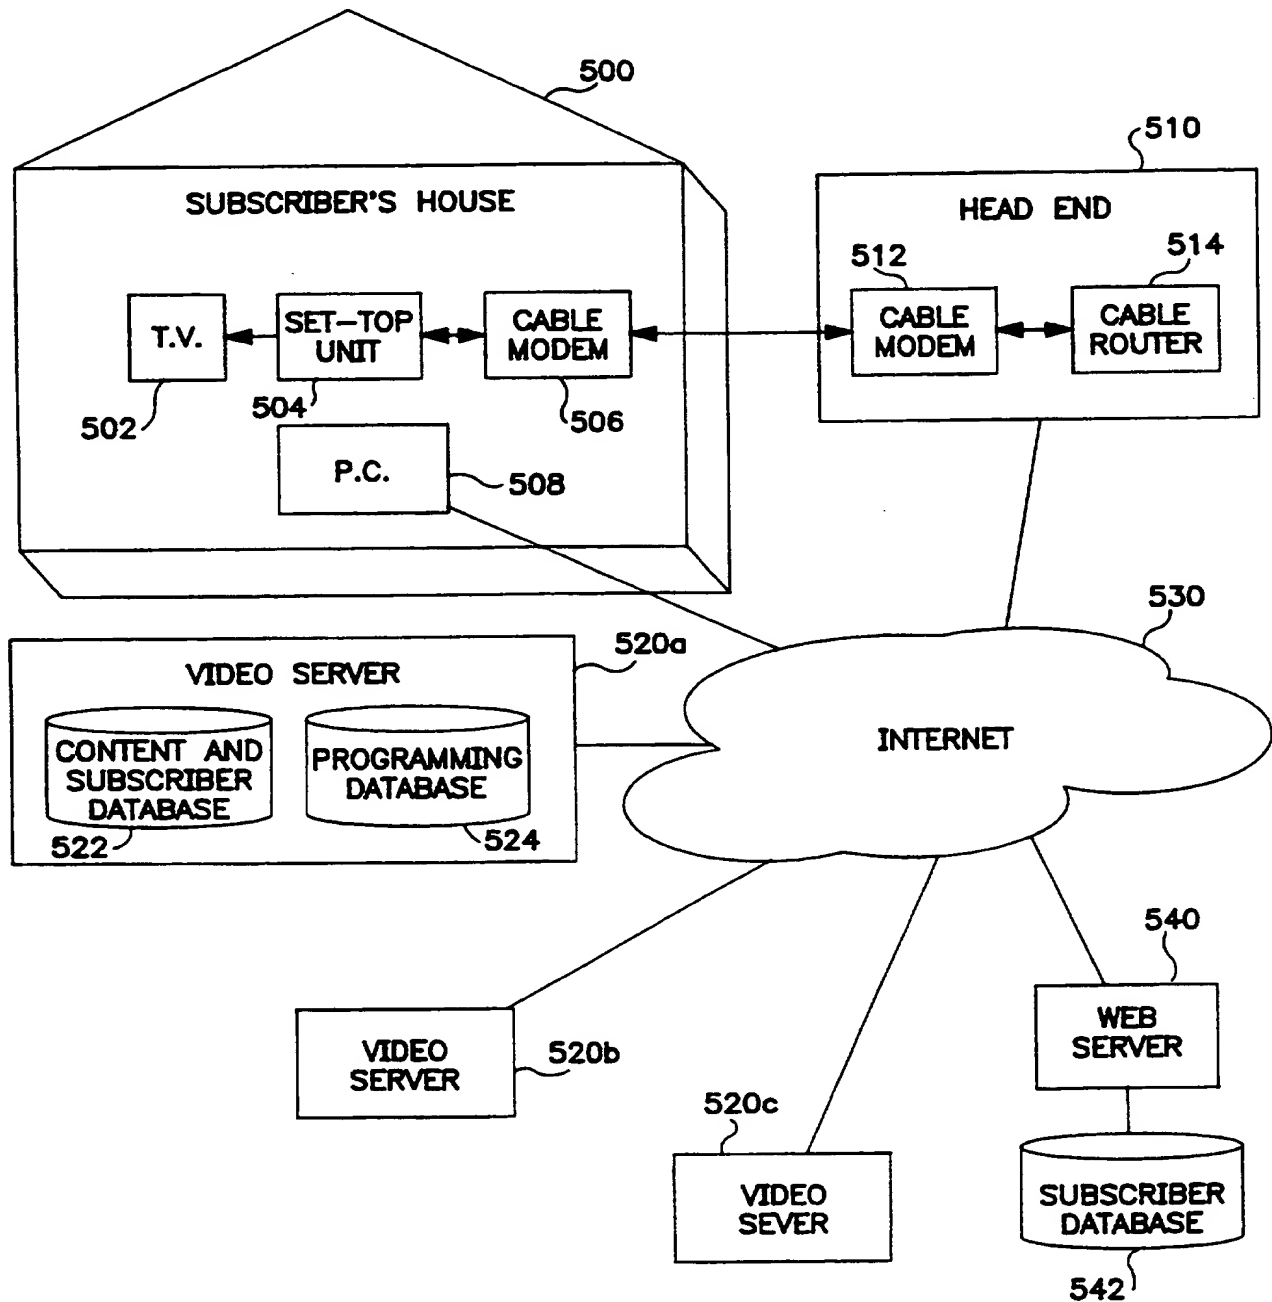 500
510
SUBSCRIBER'S HOUSE
HEAD END
512
514
T.V.
SET-TOP
UNIT
CABLE
MODEM
CABLE
MODEM
CABLE
ROUTER
502
504
506
P.C.
508
530
520a
VIDEO SERVER
CONTENT AND
SUBSCRIBER
DATABASE
PROGRAMMING
DATABASE
522
524
INTERNET
540
WEB
SERVER
VIDEO
SERVER
520b
520c
VIDEO
SEVER
SUBSCRIBER
DATABASE
542